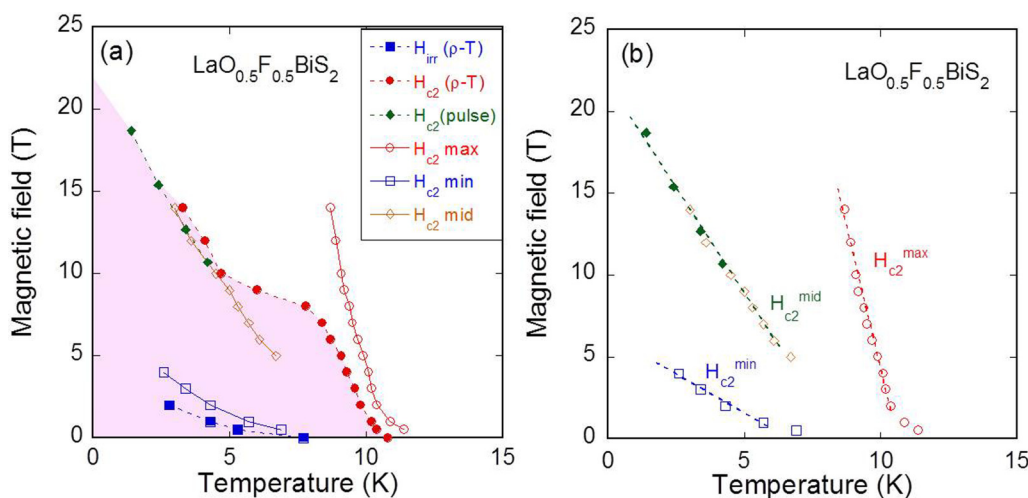 (a)
LaO0.5F0.5BiS2
Hirr (ρ-T)
Hc2 (ρ-T)
Hc2 (pulse)
Hc2 max
Hc2 min
Hc2 mid
Magnetic field (T)
25
20
15
10
5
0
0
5
10
15
Temperature (K)
(b)
LaO0.5F0.5BiS2
Hc2max
Hc2mid
Hc2min
Magnetic field (T)
25
20
15
10
5
0
0
5
10
15
Temperature (K)